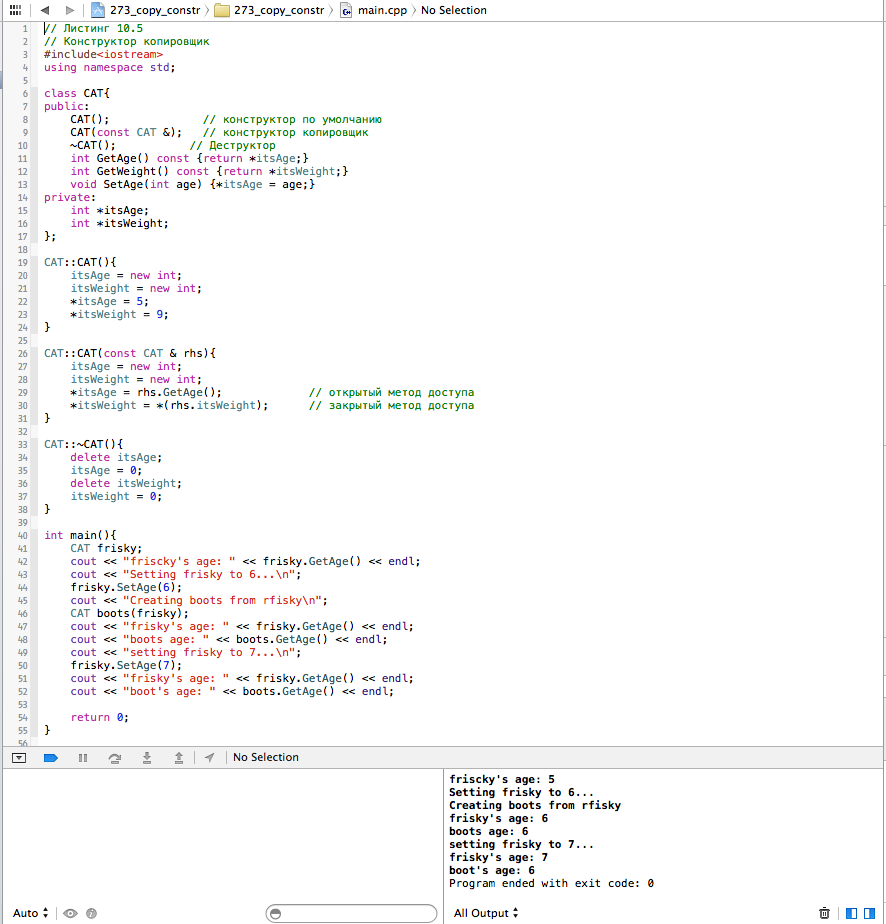 273_copy_constr 273_copy_constr main.cpp No Selection
1 // Листинг 10.5
2 // Конструктор копировщик
3 #include<iostream>
4 using namespace std;
5
6 class CAT{
7 public:
8     CAT();              // конструктор по умолчанию
9     CAT(const CAT &);   // конструктор копировщик
10     ~CAT();           // Деструктор
11     int GetAge() const {return *itsAge;}
12     int GetWeight() const {return *itsWeight;}
13     void SetAge(int age) {*itsAge = age;}
14 private:
15     int *itsAge;
16     int *itsWeight;
17 };
18
19 CAT::CAT(){
20     itsAge = new int;
21     itsWeight = new int;
22     *itsAge = 5;
23     *itsWeight = 9;
24 }
25
26 CAT::CAT(const CAT & rhs){
27     itsAge = new int;
28     itsWeight = new int;
29     *itsAge = rhs.GetAge();             // открытый метод доступа
30     *itsWeight = *(rhs.itsWeight);      // закрытый метод доступа
31 }
32
33 CAT::~CAT(){
34     delete itsAge;
35     itsAge = 0;
36     delete itsWeight;
37     itsWeight = 0;
38 }
39
40 int main(){
41     CAT frisky;
42     cout << "friscky's age: " << frisky.GetAge() << endl;
43     cout << "Setting frisky to 6...\n";
44     frisky.SetAge(6);
45     cout << "Creating boots from rfisky\n";
46     CAT boots(frisky);
47     cout << "frisky's age: " << frisky.GetAge() << endl;
48     cout << "boots age: " << boots.GetAge() << endl;
49     cout << "setting frisky to 7...\n";
50     frisky.SetAge(7);
51     cout << "frisky's age: " << frisky.GetAge() << endl;
52     cout << "boot's age: " << boots.GetAge() << endl;
53
54     return 0;
55 }
56
No Selection
friscky's age: 5
Setting frisky to 6...
Creating boots from rfisky
frisky's age: 6
boots age: 6
setting frisky to 7...
frisky's age: 7
boot's age: 6
Program ended with exit code: 0
Auto
All Output